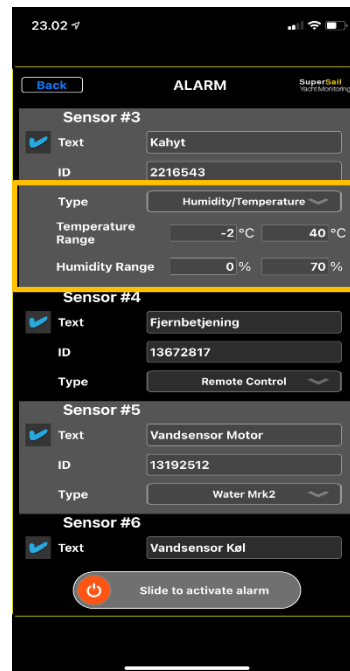 23.02
Back
ALARM
SuperSail
Yacht Monitoring
Sensor #3
Text Kahyt
ID 2216543
Type Humidity/Temperature
Temperature
Range -2 °C 40 °C
Humidity Range 0 % 70 %
Sensor #4
Text Fjernbetjening
ID 13672817
Type Remote Control
Sensor #5
Text Vandsensor Motor
ID 13192512
Type Water Mrk2
Sensor #6
Text Vandsensor Køl
Slide to activate alarm